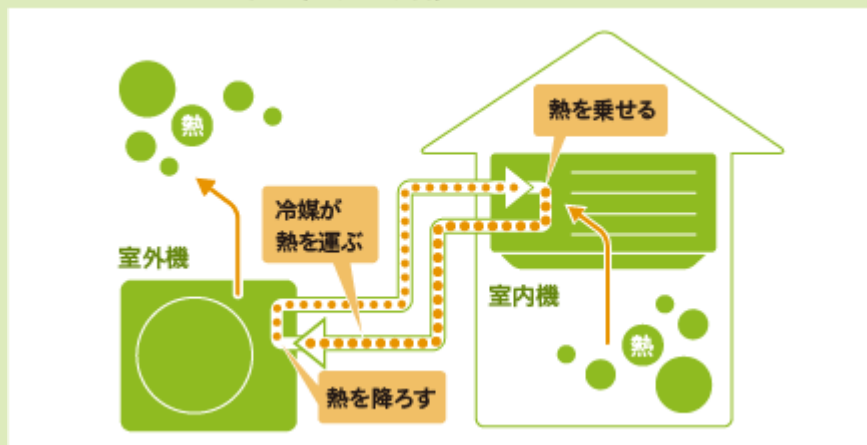 熱
熱を乗せる
冷媒が
熱を運ぶ
室外機
室内機
熱
熱を降ろす